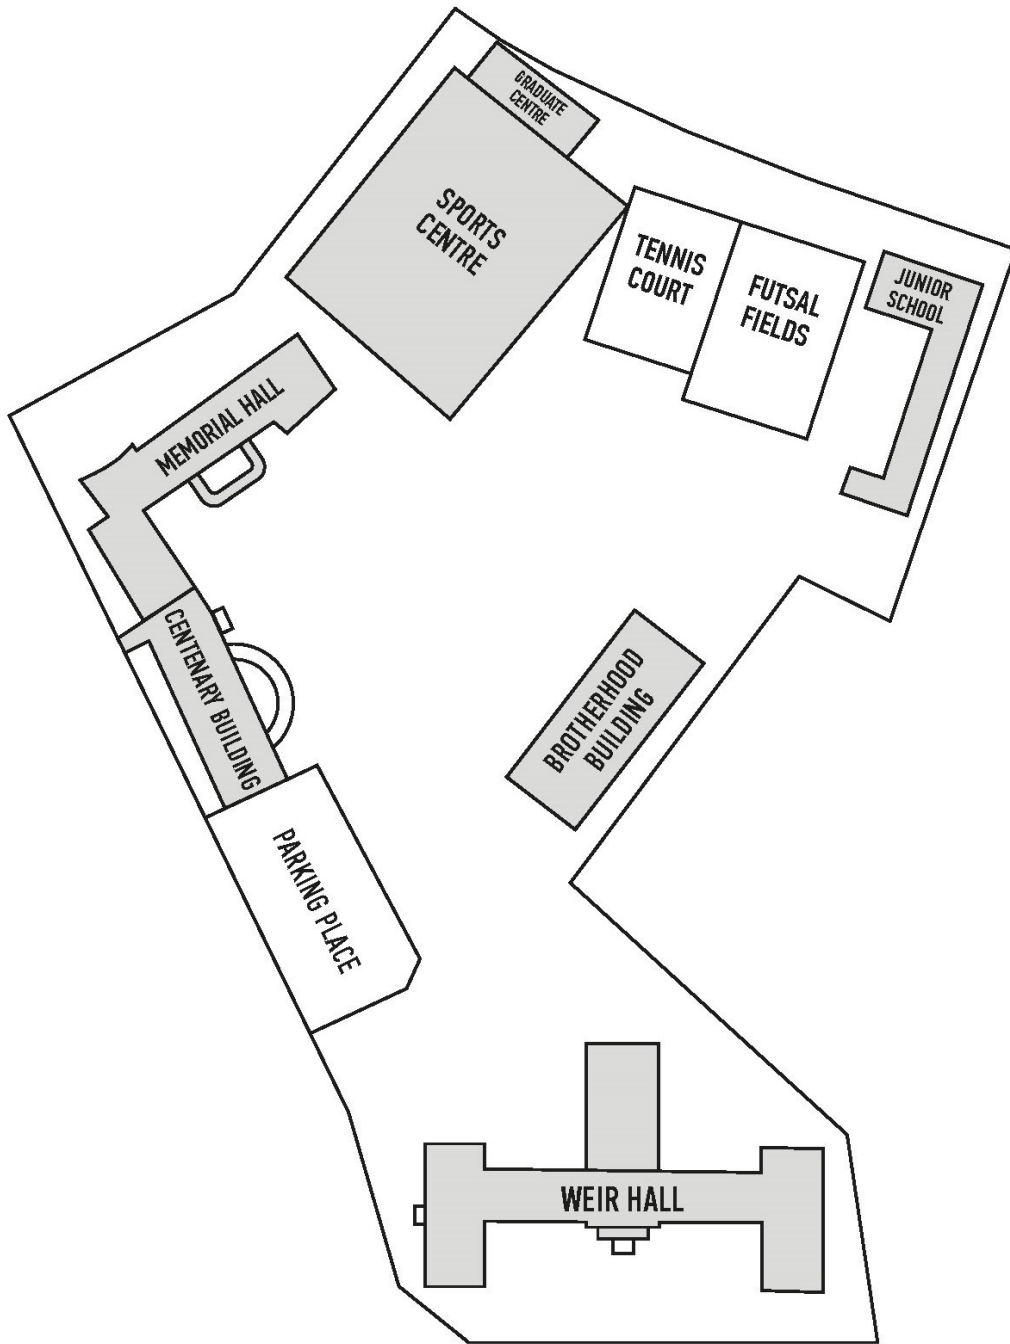 GRADUATE
CENTRE
SPORTS
CENTRE
TENNIS
COURT
FUTSAL
FIELDS
JUNIOR
SCHOOL
MEMORIAL HALL
CENTENARY BUILDING
BROTHERHOOD
BUILDING
PARKING PLACE
WEIR HALL